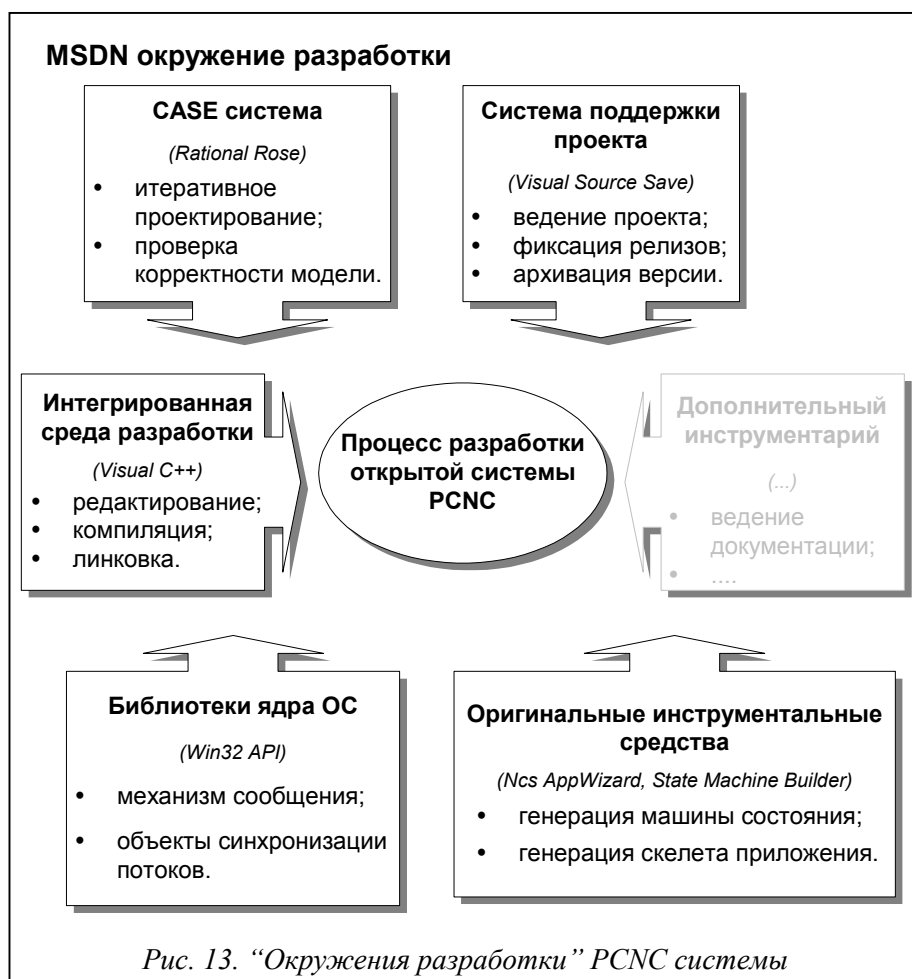 MSDN окружение разработки
CASE система
(Rational Rose)
• итеративное
проектирование;
• проверка
корректности модели.
Система поддержки
проекта
(Visual Source Save)
• ведение проекта;
• фиксация релизов;
• архивация версии.
Интегрированная
среда разработки
(Visual C++)
• редактирование;
• компиляция;
• линковка.
Процесс разработки
открытой системы
PCNC
Дополнительный
инструментарий
(...)
• ведение
документации;
• ....
Библиотеки ядра ОС
(Win32 API)
• механизм сообщения;
• объекты синхронизации
потоков.
Оригинальные инструментальные
средства
(Ncs AppWizard, State Machine Builder)
• генерация машины состояния;
• генерация скелета приложения.
Рис. 13. “Окружения разработки” PCNC системы